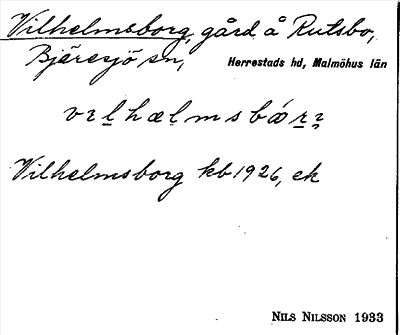 Vilhelmsborg, gård å Rutsbo,
Bjäresjö sn, Herrestads hd, Malmöhus län
Vilhelmsborg kb 1926, ek
NILS NILSSON 1933